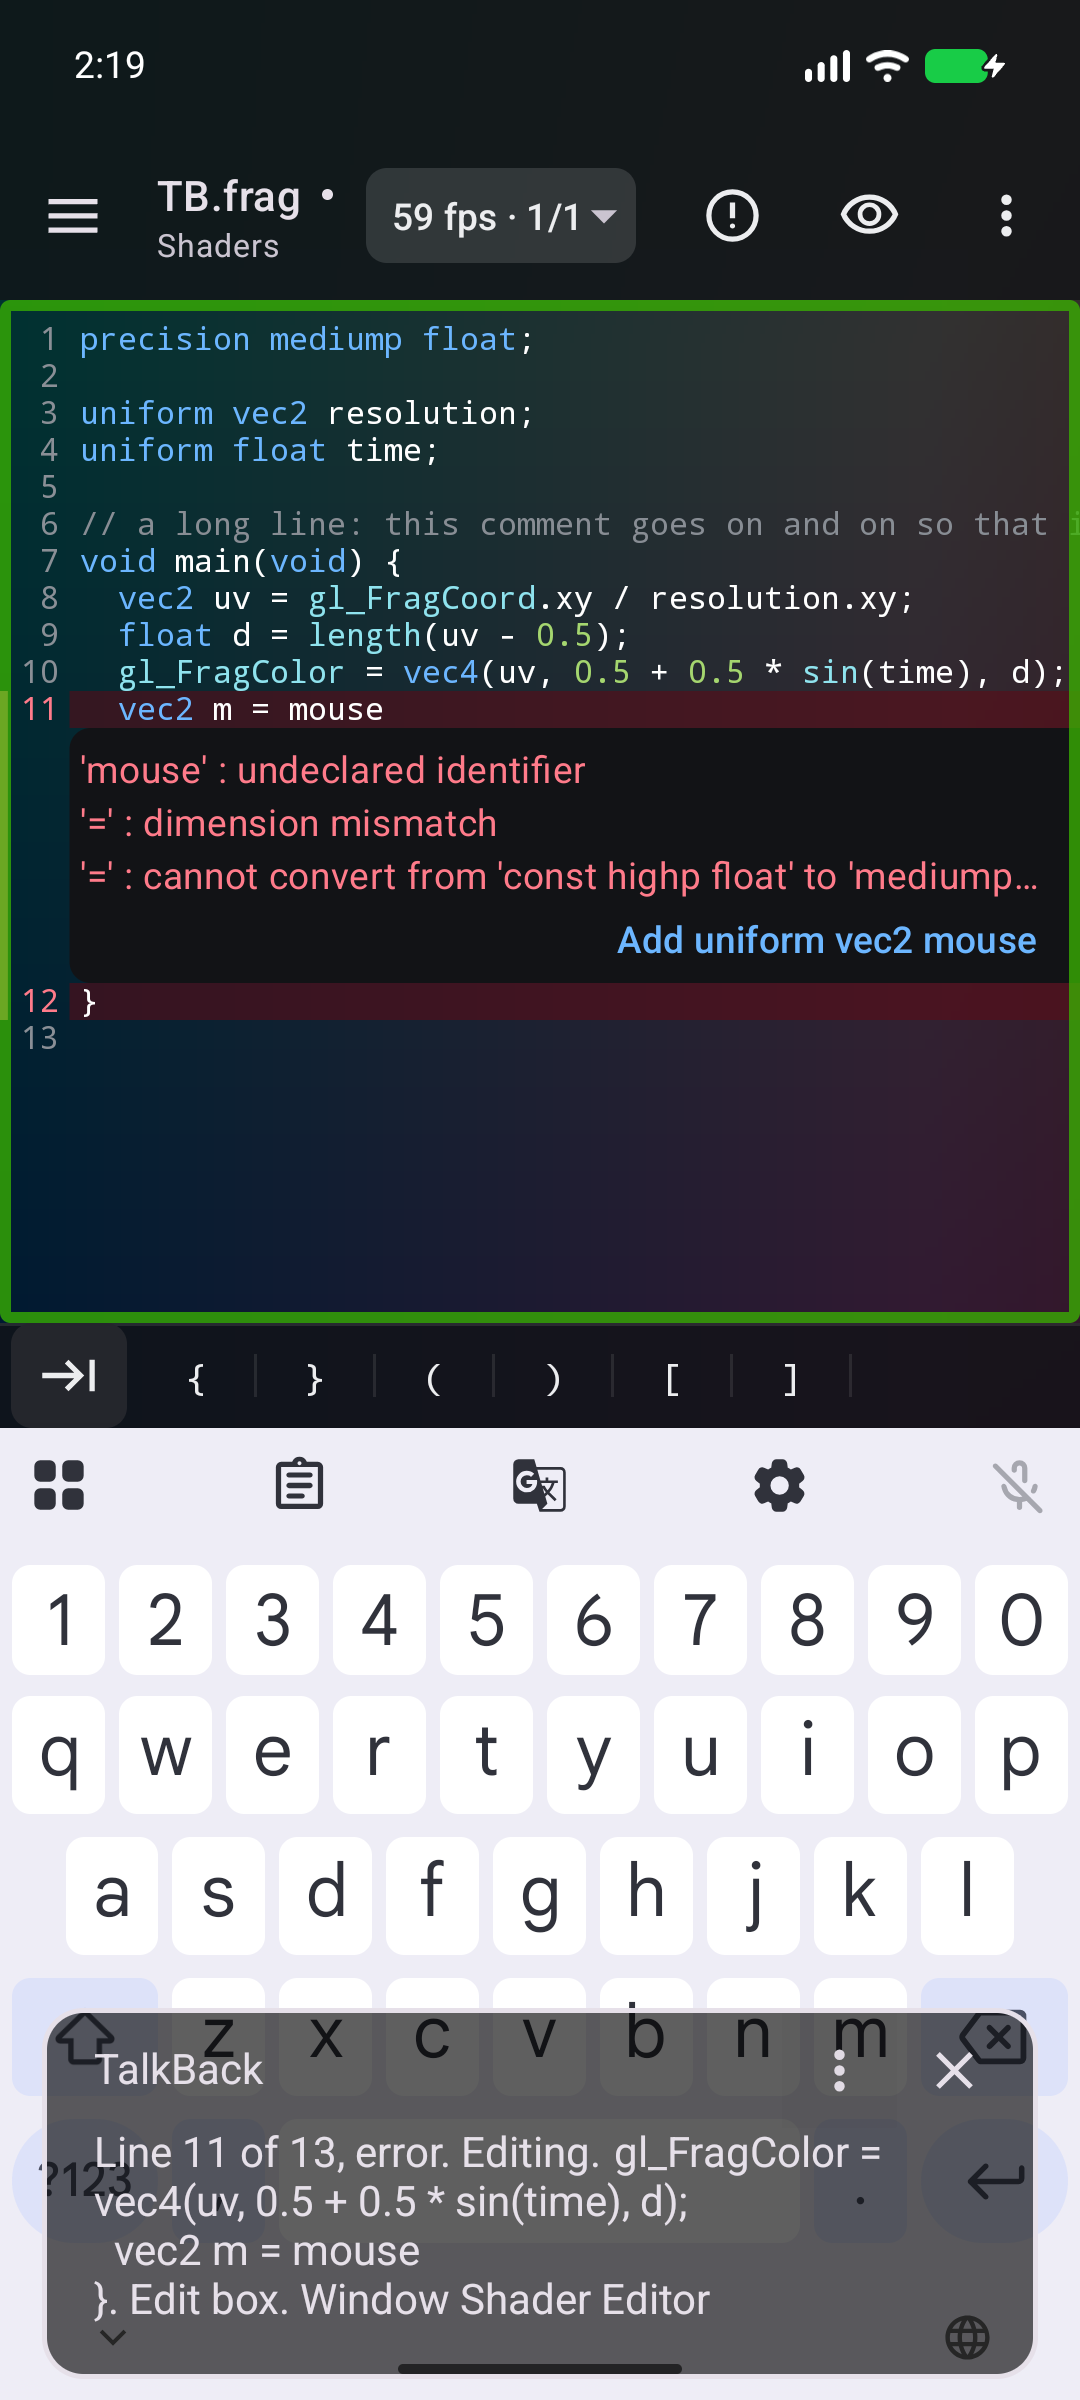 2:19
TB.frag •
Shaders
59 fps · 1/1
1 precision mediump float;
2
3 uniform vec2 resolution;
4 uniform float time;
5
6 // a long line: this comment goes on and on so that i
7 void main(void) {
8   vec2 uv = gl_FragCoord.xy / resolution.xy;
9   float d = length(uv - 0.5);
10   gl_FragColor = vec4(uv, 0.5 + 0.5 * sin(time), d);
11   vec2 m = mouse
'mouse' : undeclared identifier
'=' : dimension mismatch
'=' : cannot convert from 'const highp float' to 'mediump…
Add uniform vec2 mouse
12 }
13
{ } ( ) [ ]
1 2 3 4 5 6 7 8 9 0
q w e r t y u i o p
a s d f g h j k l
z x c v b n m
?123 , .
TalkBack
Line 11 of 13, error. Editing. gl_FragColor =
vec4(uv, 0.5 + 0.5 * sin(time), d);
  vec2 m = mouse
}. Edit box. Window Shader Editor